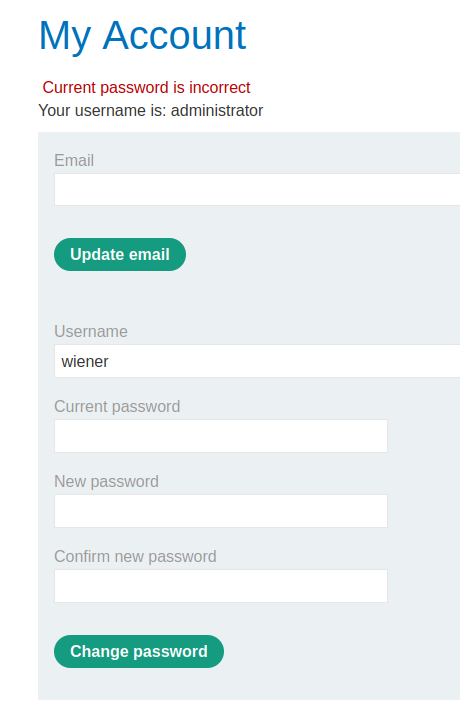 My Account
Current password is incorrect
Your username is: administrator
Email
Update email
Username
wiener
Current password
New password
Confirm new password
Change password